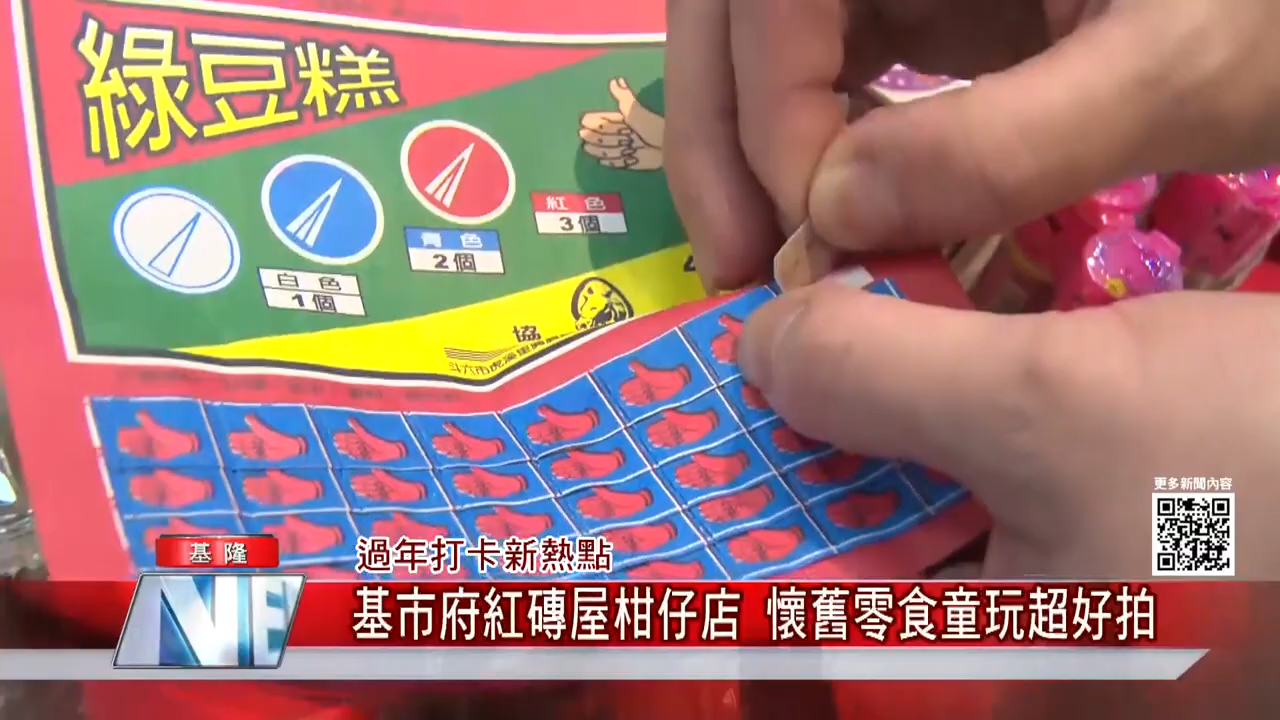 綠豆糕
紅色
3個
青色
2個
白色
1個
協
更多新聞內容
基隆
過年打卡新熱點
NE
基市府紅磚屋柑仔店 懷舊零食童玩超好拍